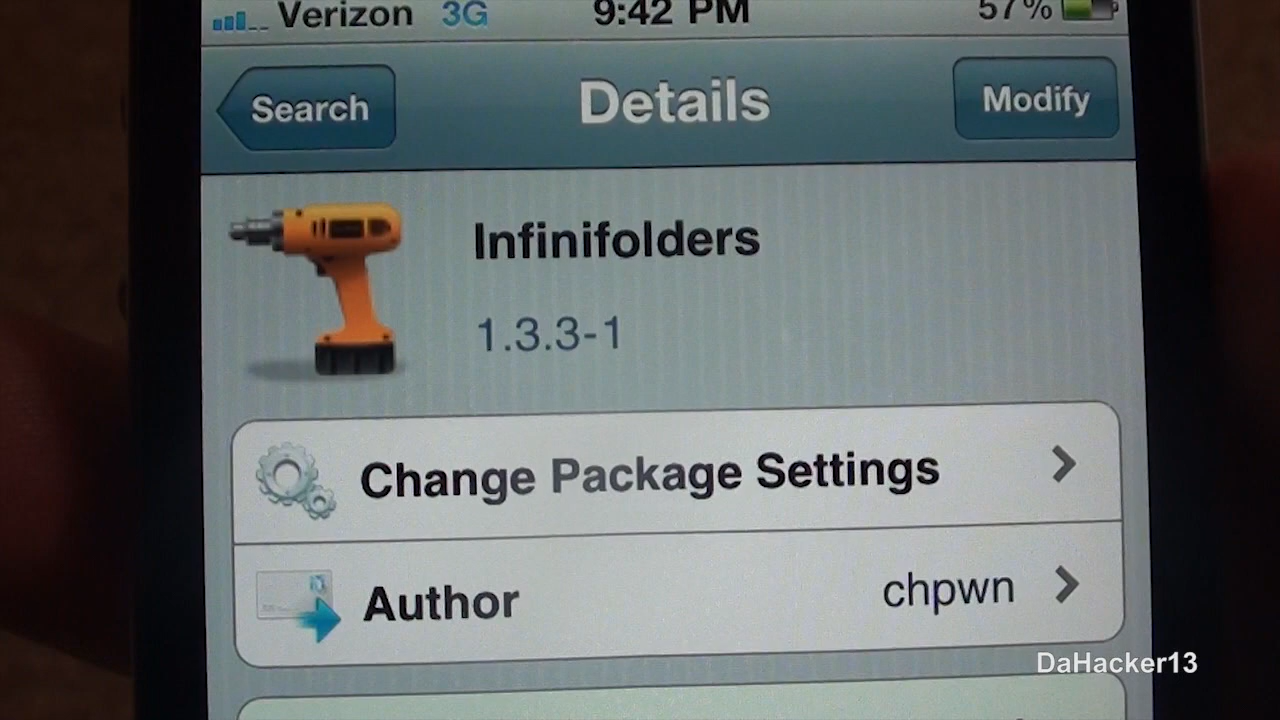 Verizon 3G 9:42 PM 57%
Search Details Modify
Infinifolders
1.3.3-1
Change Package Settings
Author chpwn
DaHacker13